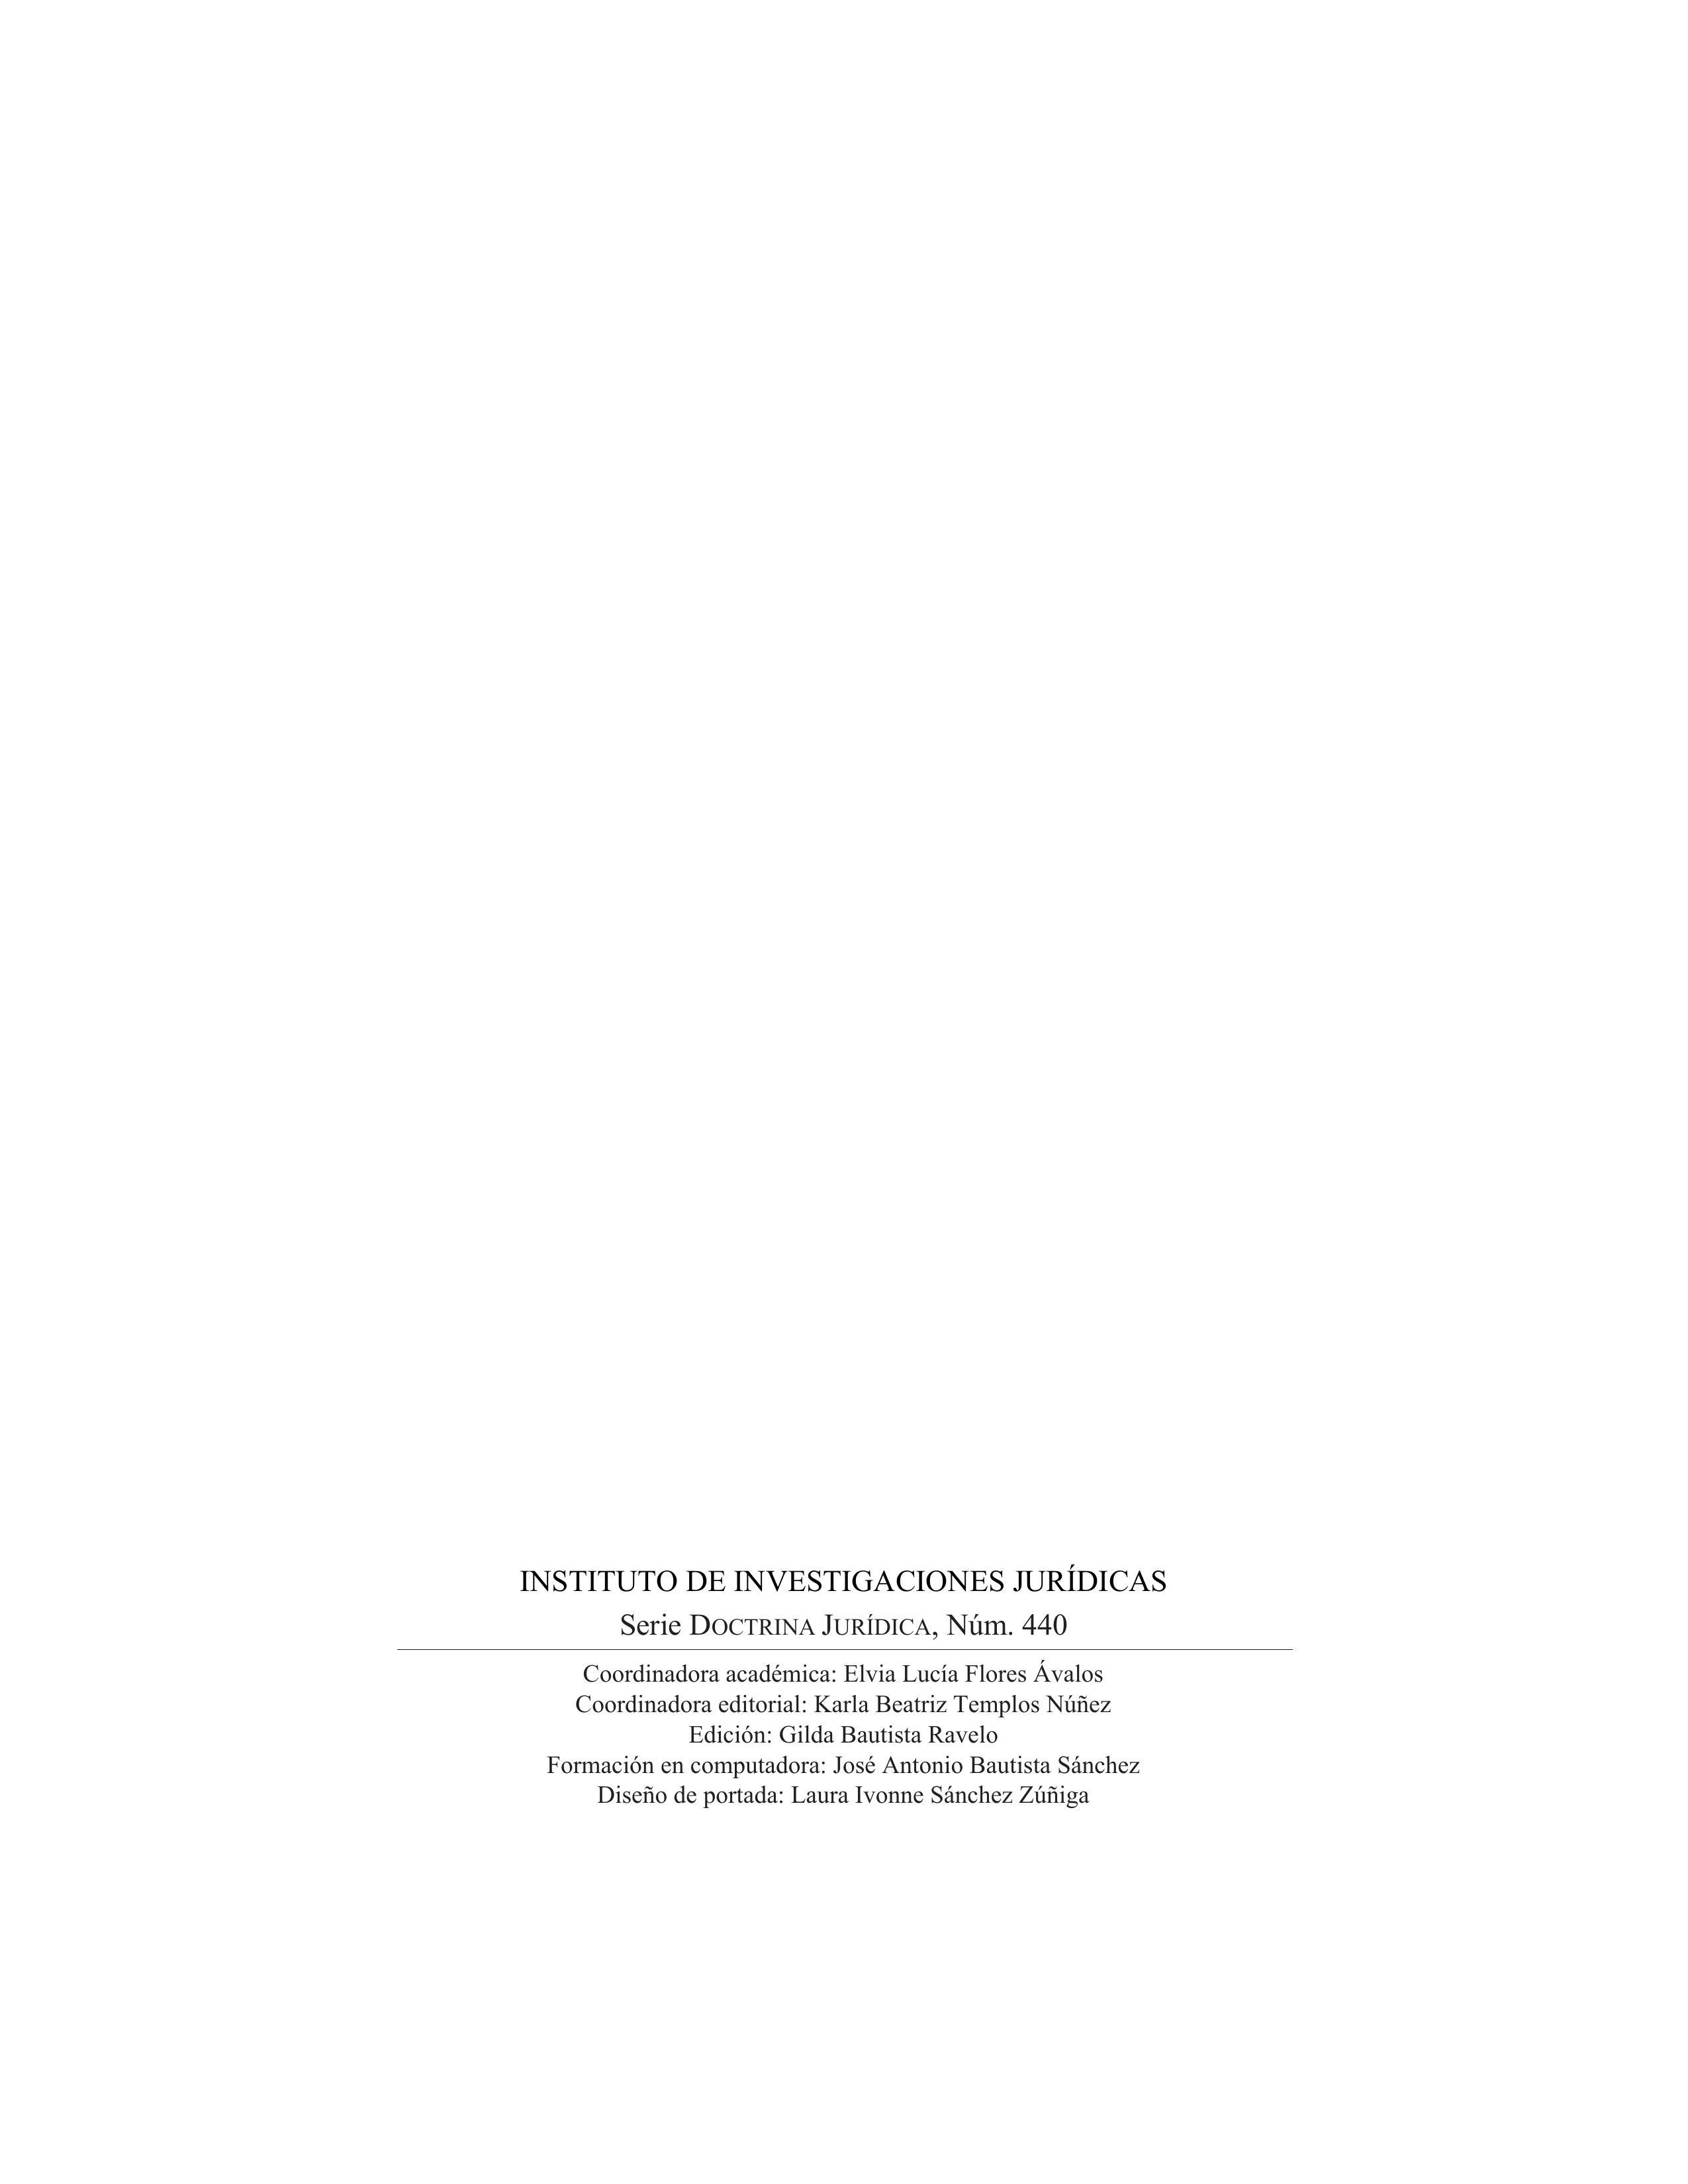 INSTITUTO DE INVESTIGACIONES JURÍDICAS
Serie DOCTRINA JURÍDICA, Núm. 440
Coordinadora académica: Elvia Lucía Flores Ávalos
Coordinadora editorial: Karla Beatriz Templos Núñez
Edición: Gilda Bautista Ravelo
Formación en computadora: José Antonio Bautista Sánchez
Diseño de portada: Laura Ivonne Sánchez Zúñiga